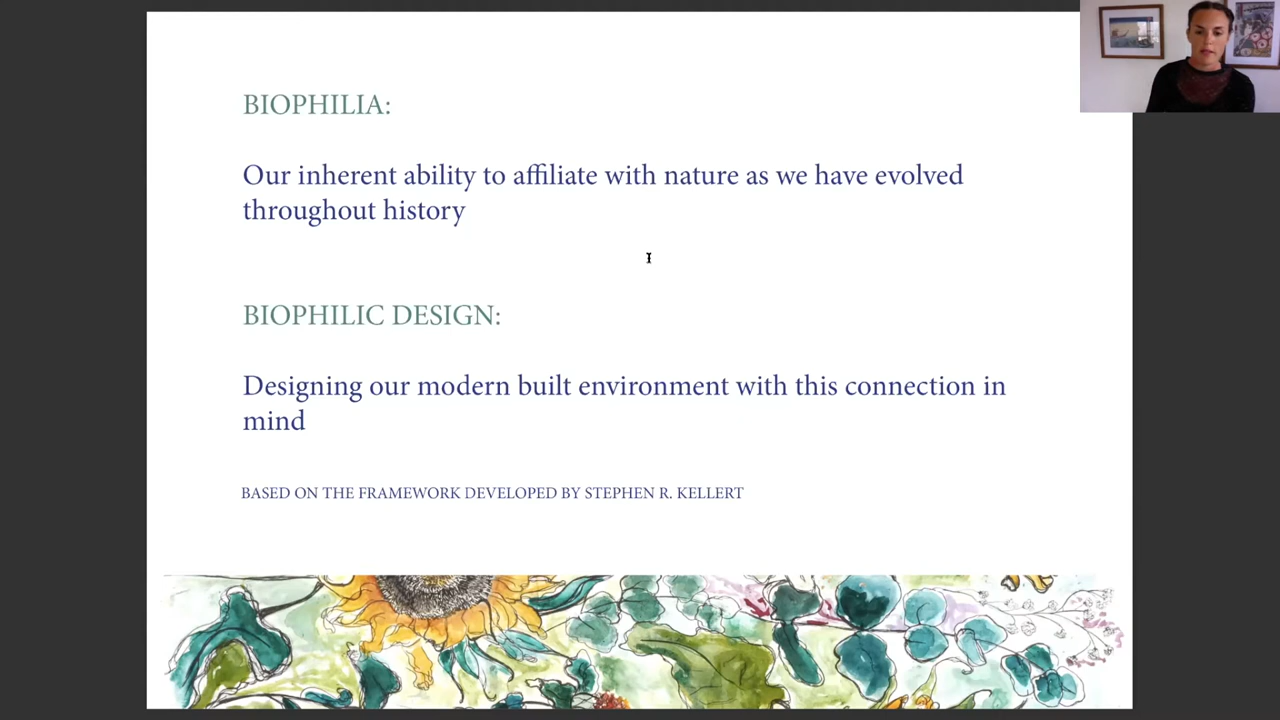 BIOPHILIA:
Our inherent ability to affiliate with nature as we have evolved
throughout history
BIOPHILIC DESIGN:
Designing our modern built environment with this connection in
mind
BASED ON THE FRAMEWORK DEVELOPED BY STEPHEN R. KELLERT